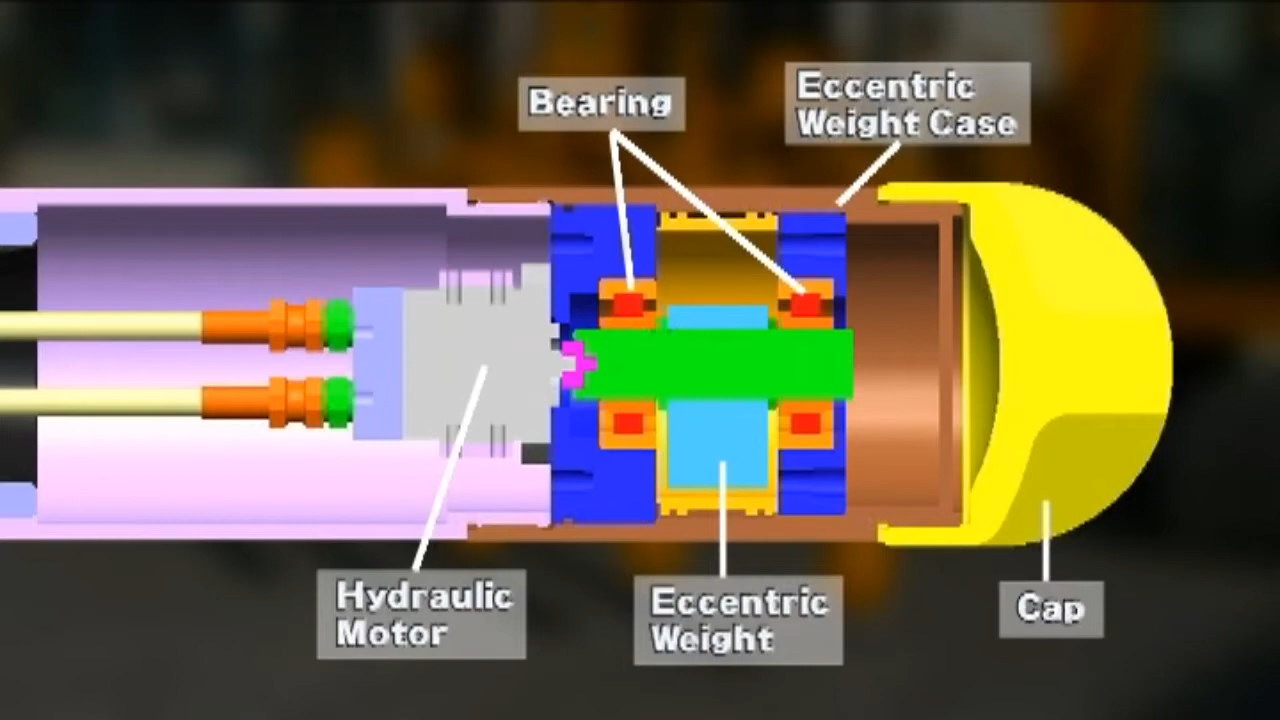 Bearing
Eccentric
Weight Case
Hydraulic
Motor
Eccentric
Weight
Cap